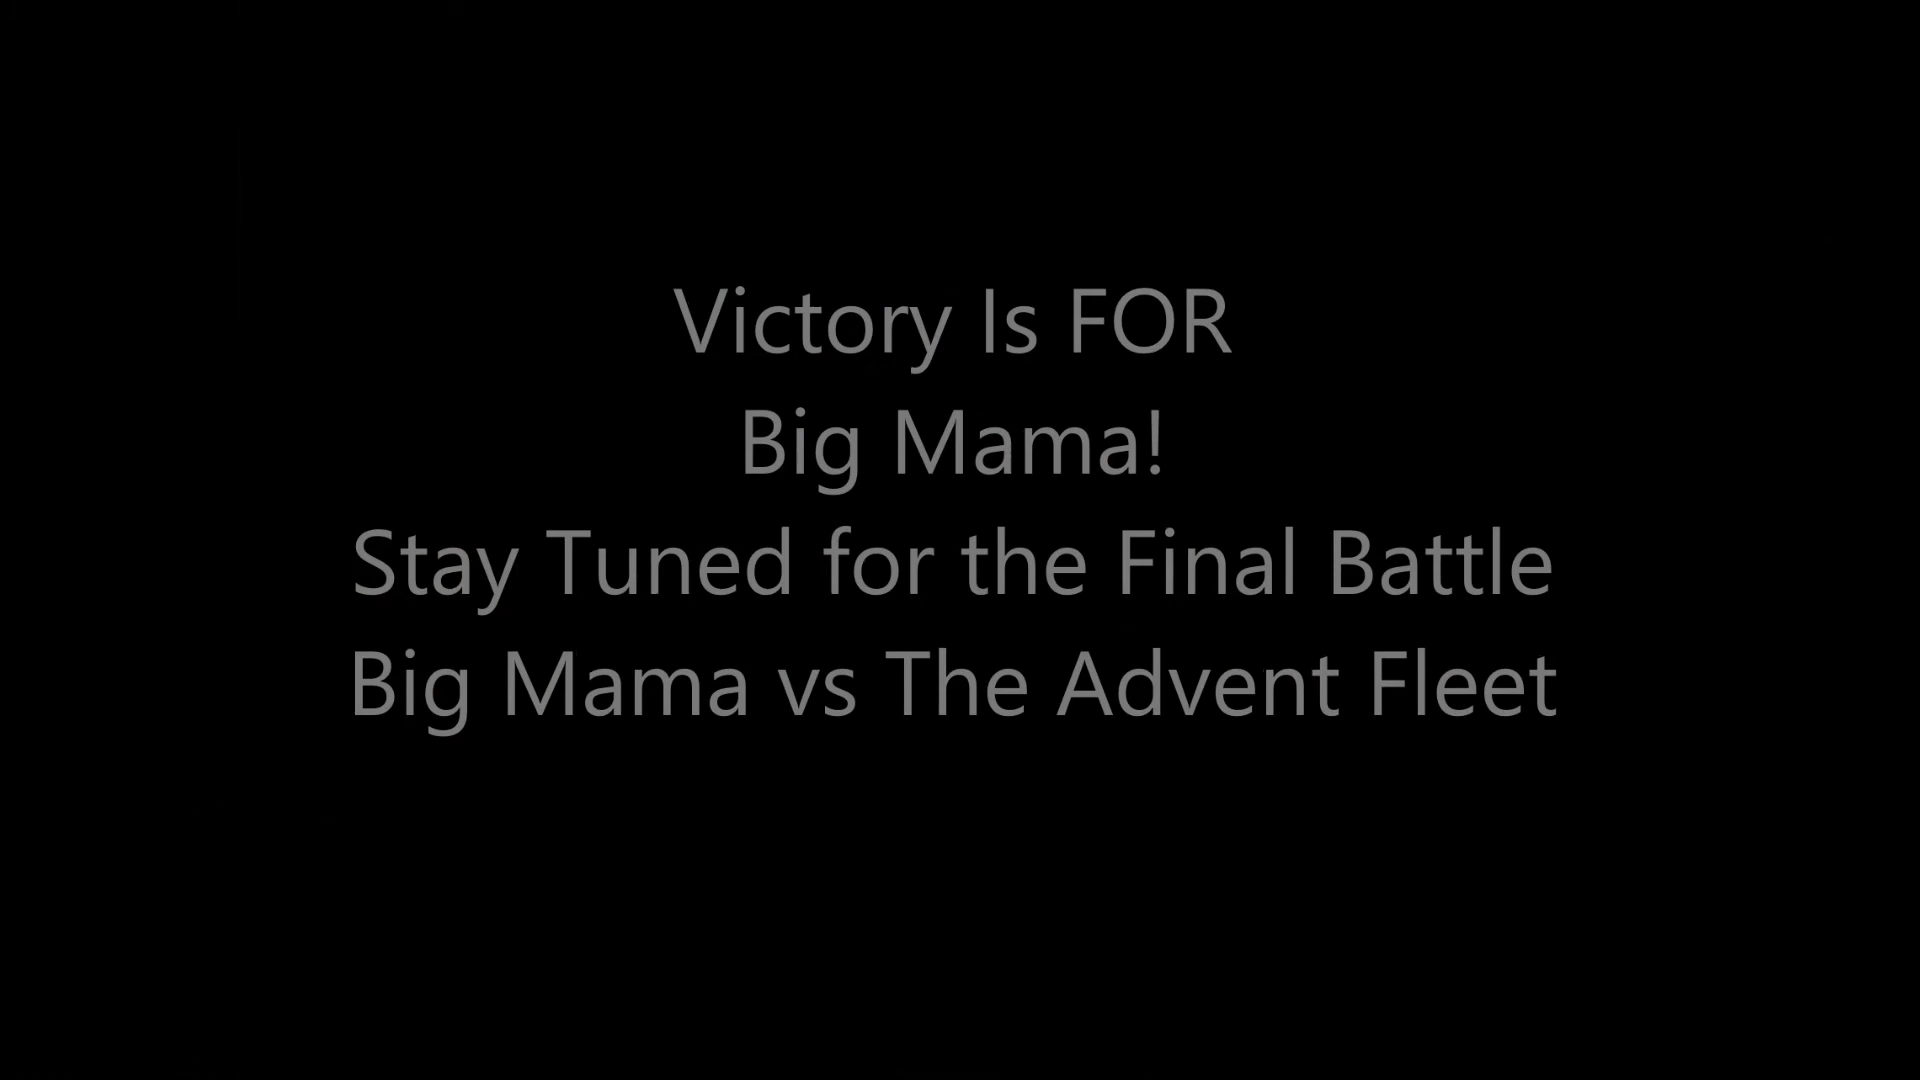 Victory Is FOR
Big Mama!
Stay Tuned for the Final Battle
Big Mama vs The Advent Fleet